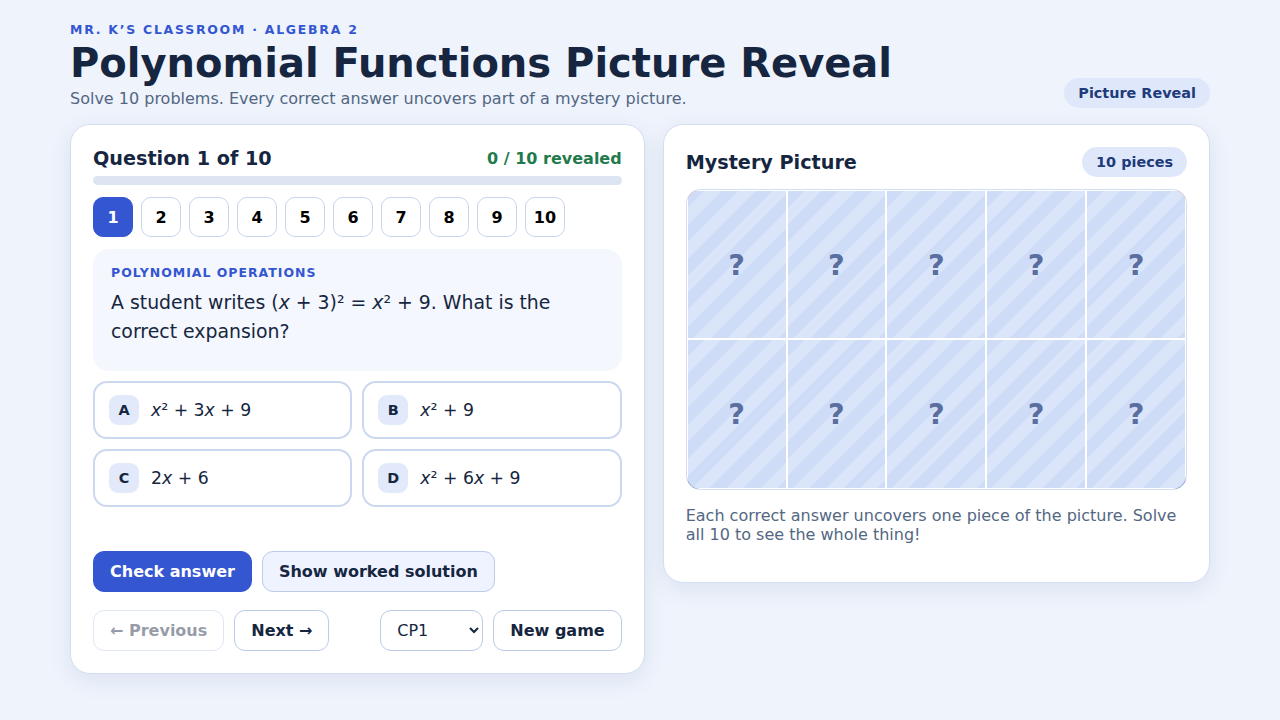 MR. K’S CLASSROOM · ALGEBRA 2
Polynomial Functions Picture Reveal
Solve 10 problems. Every correct answer uncovers part of a mystery picture.
Picture Reveal
Question 1 of 10
0 / 10 revealed
1 2 3 4 5 6 7 8 9 10
POLYNOMIAL OPERATIONS
A student writes (x + 3)² = x² + 9. What is the
correct expansion?
A x² + 3x + 9
B x² + 9
C 2x + 6
D x² + 6x + 9
Check answer
Show worked solution
← Previous
Next →
CP1
New game
Mystery Picture
10 pieces
? ? ? ? ?
? ? ? ? ?
Each correct answer uncovers one piece of the picture. Solve
all 10 to see the whole thing!